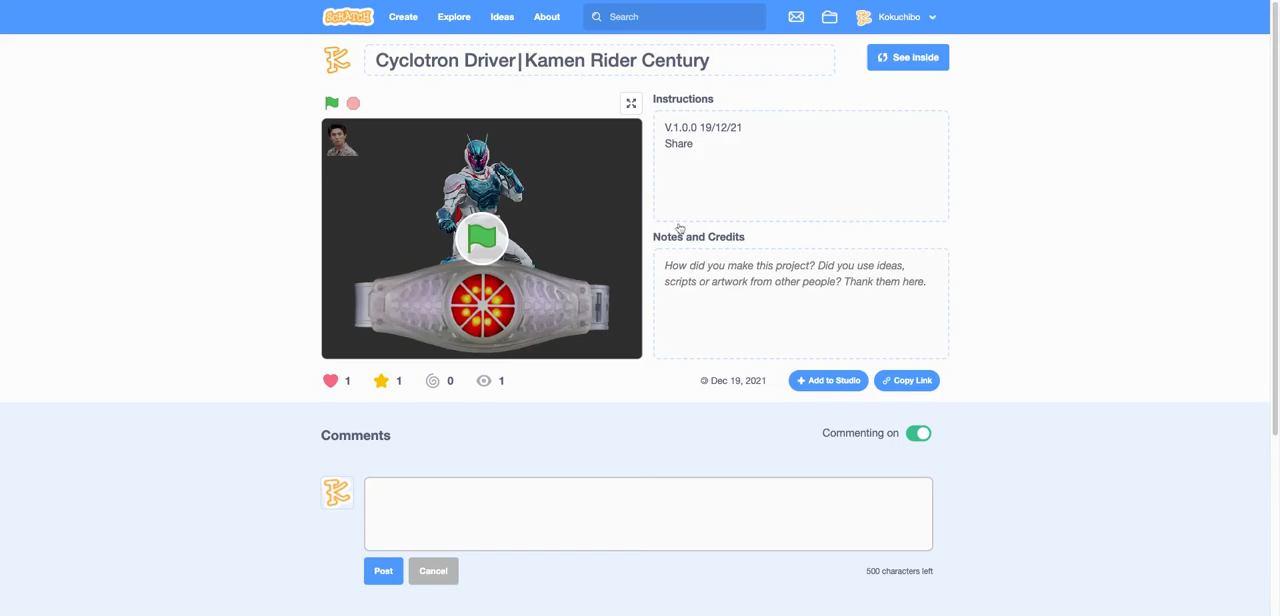 SCRATCH Create Explore Ideas About Search Kokuchibo
Cyclotron Driver|Kamen Rider Century
See inside
Instructions
V.1.0.0 19/12/21
Share
Notes and Credits
How did you make this project? Did you use ideas,
scripts or artwork from other people? Thank them here.
1 1 0 1
© Dec 19, 2021
Add to Studio
Copy Link
Comments
Commenting on
Post
Cancel
500 characters left